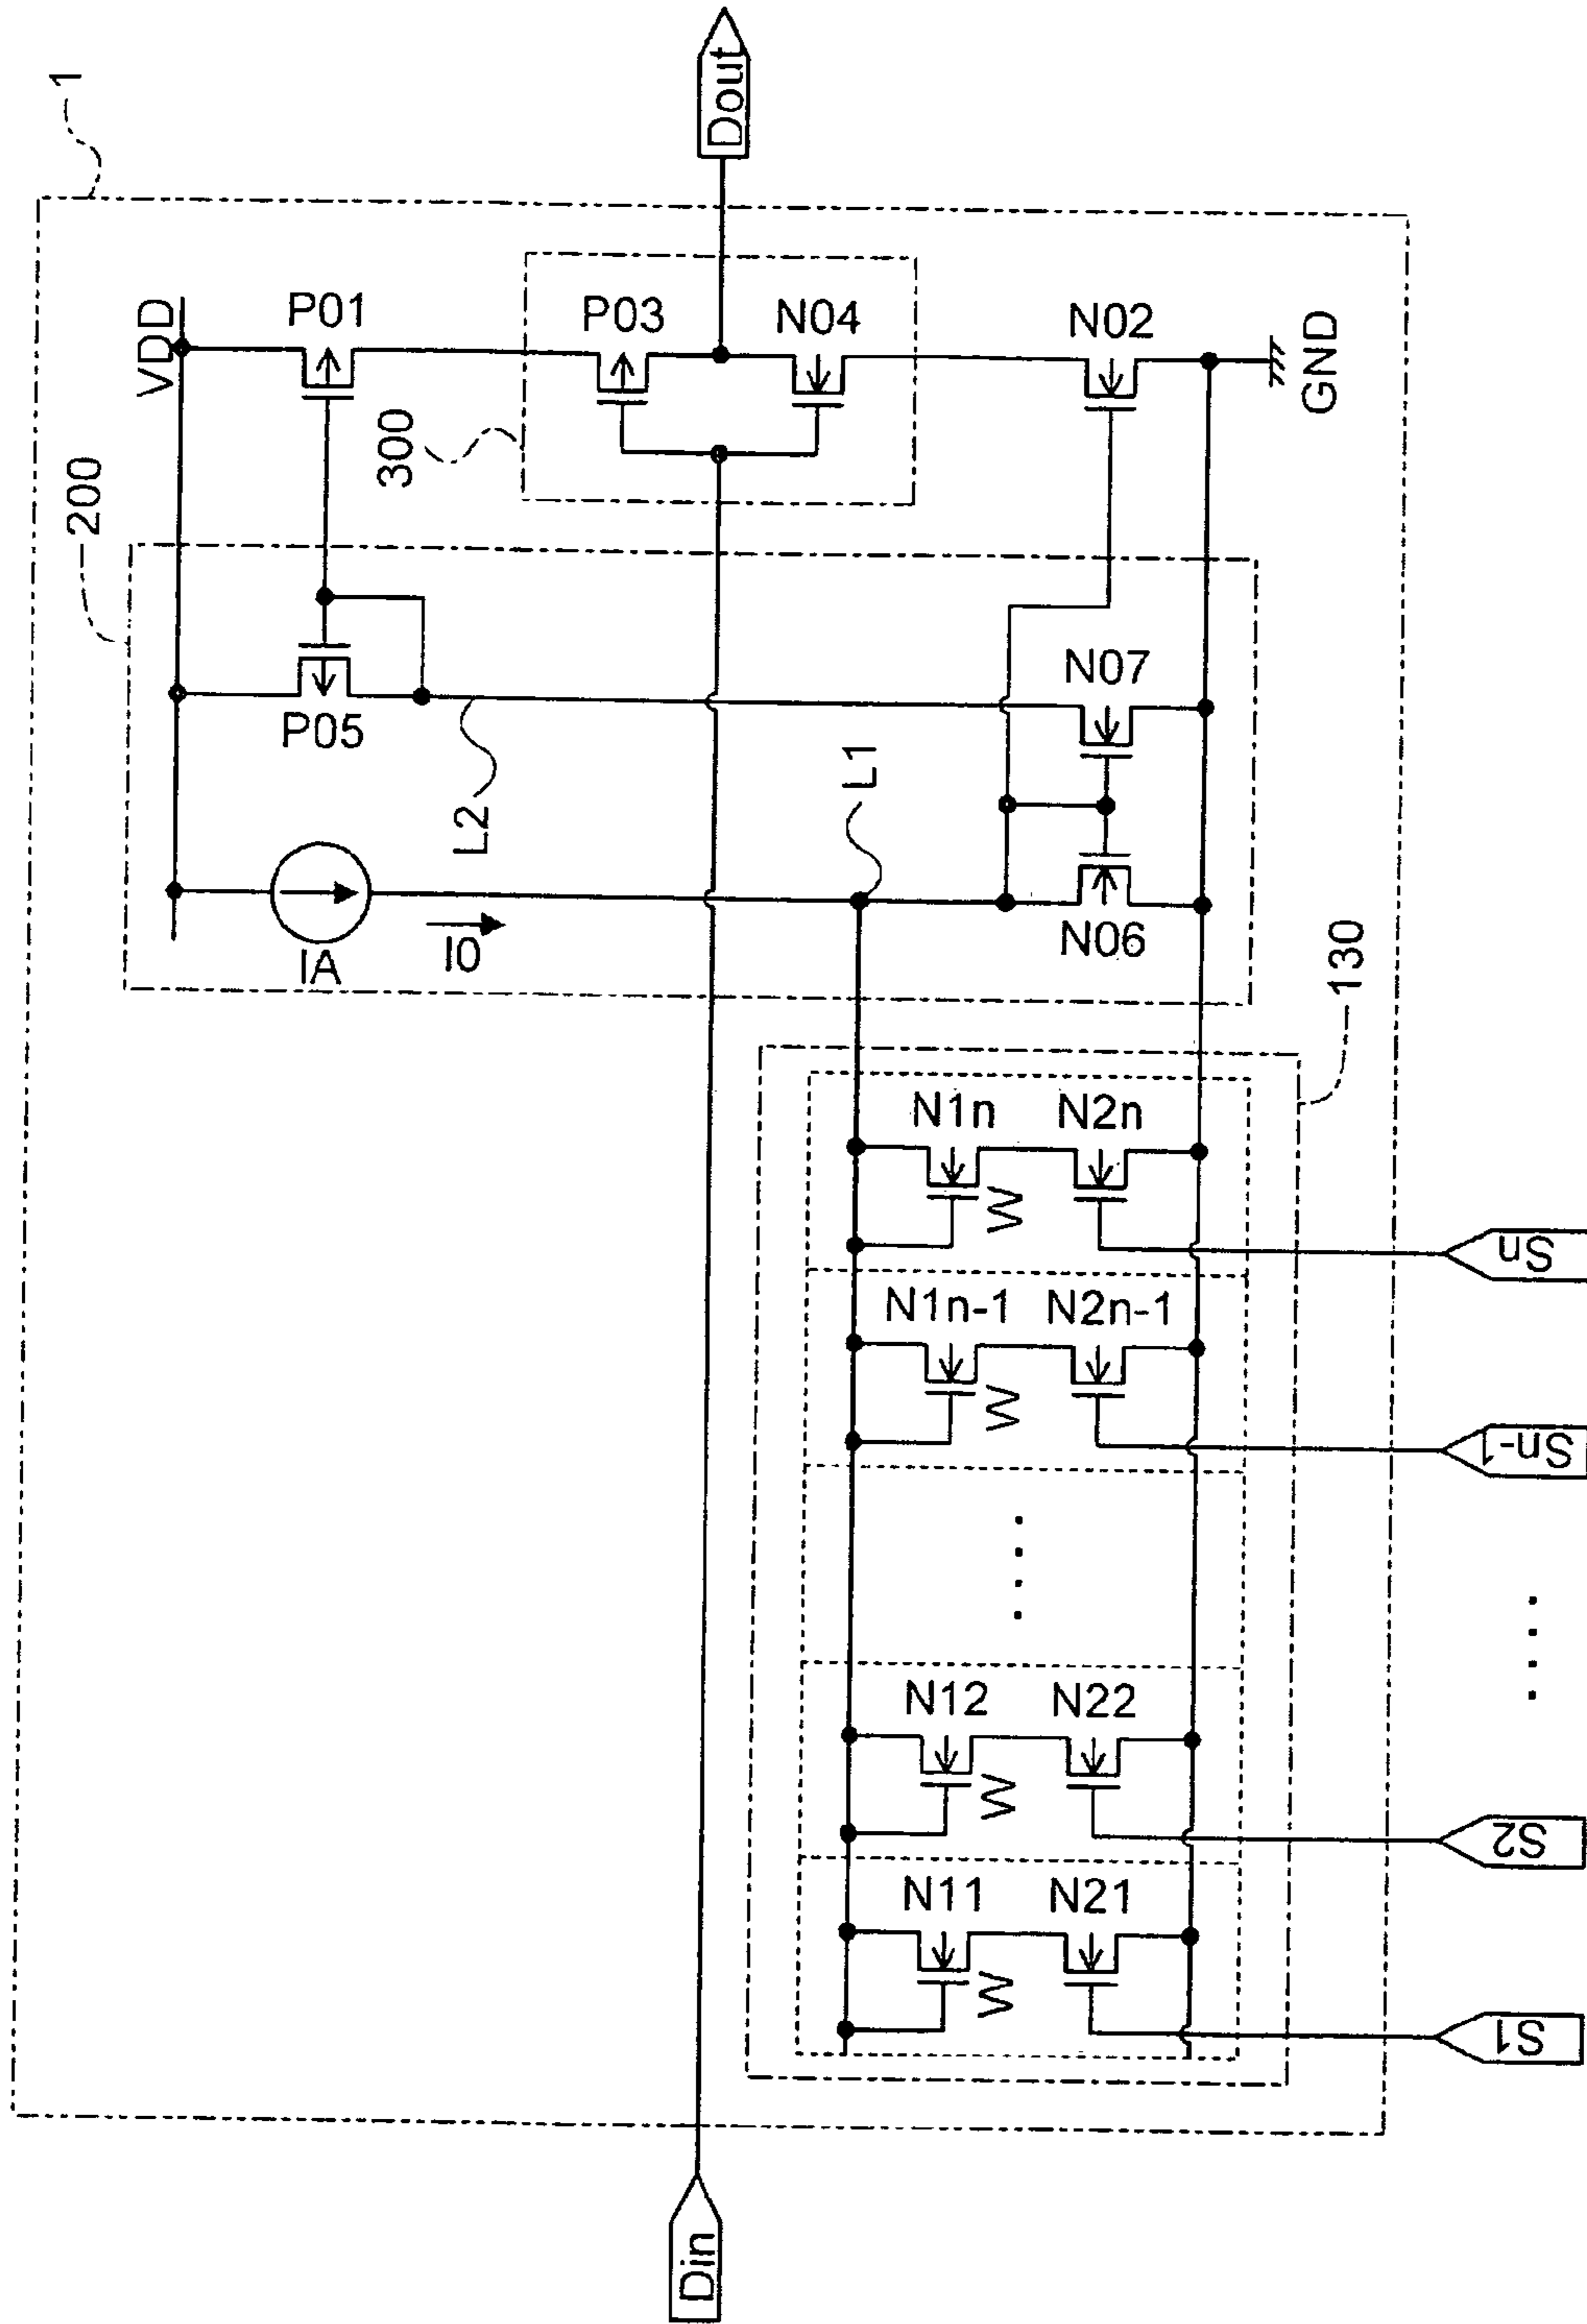 1
200
VDD
P01
P05
300
P03
Dout
N04
IA
I0
L2
L1
N07
N06
N02
GND
130
N1n
W
N2n
N1n-1
W
N2n-1
....
N12
W
N22
N11
W
N21
Din
Sn
Sn-1
....
S2
S1